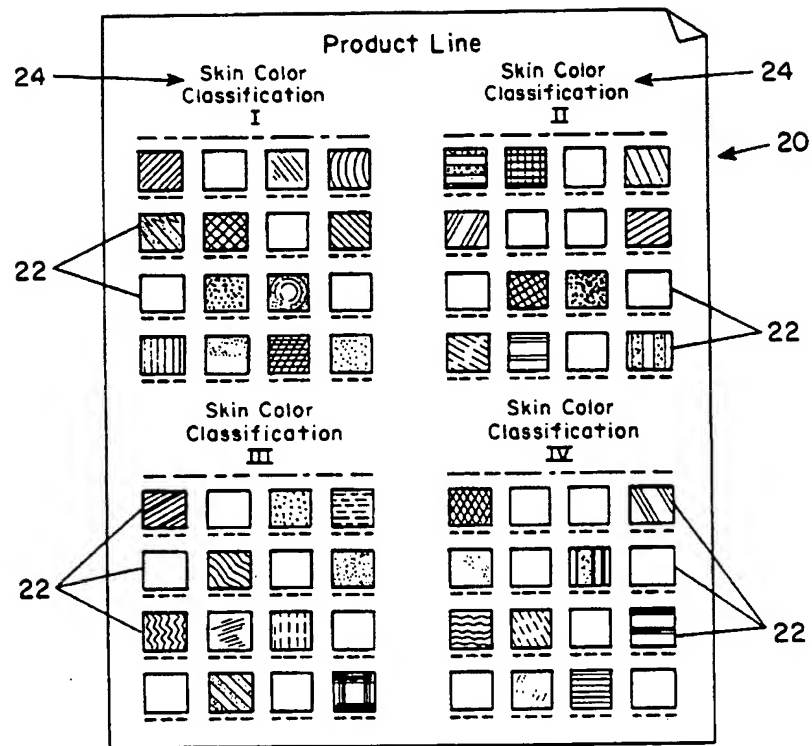 Product Line
24
Skin Color
Classification
I
Skin Color
Classification
II
24
20
22
22
Skin Color
Classification
III
Skin Color
Classification
IV
22
22